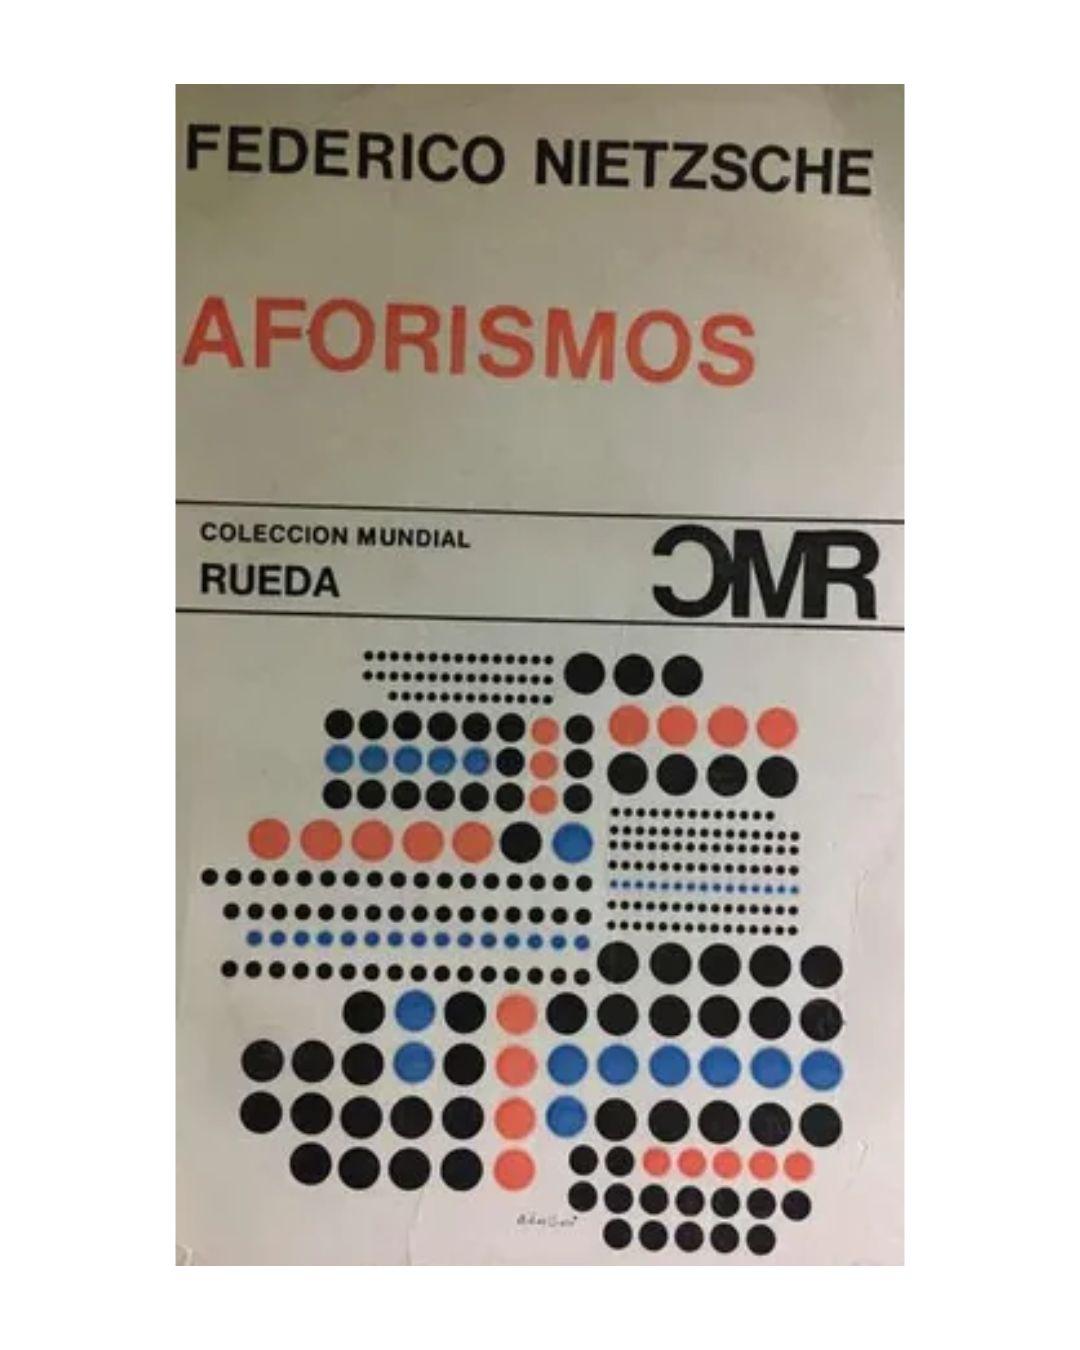 FEDERICO NIETZSCHE
AFORISMOS
COLECCION MUNDIAL
RUEDA
CMR